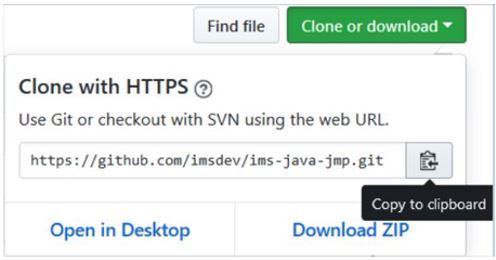 Find file
Clone or download
Clone with HTTPS
Use Git or checkout with SVN using the web URL.
https://github.com/imsdev/ims-java-jmp.git
Copy to clipboard
Open in Desktop
Download ZIP